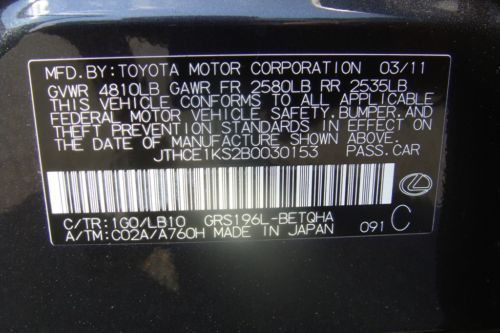 MFD.BY:TOYOTA MOTOR CORPORATION 03/11
GVWR 4810LB GAWR FR 2580LB RR 2535LB
THIS VEHICLE CONFORMS TO ALL APPLICABLE
FEDERAL MOTOR VEHICLE SAFETY,BUMPER,AND
THEFT PREVENTION STANDARDS IN EFFECT ON
THE DATE OF MANUFACTURE SHOWN ABOVE.
JTHCE1KS2B0030153 PASS.CAR
C/TR:1G0/LB10 GRS196L-BETQHA
A/TM:C02A/A760H MADE IN JAPAN 091 C